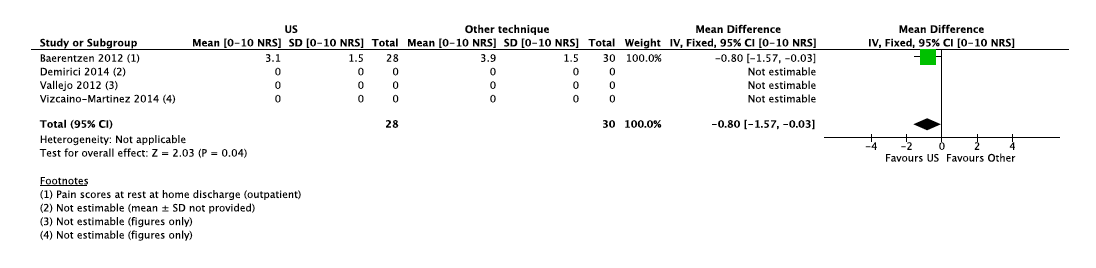 US Other technique Mean Difference Mean Difference
Study or Subgroup Mean [0-10 NRS] SD [0-10 NRS] Total Mean [0-10 NRS] SD [0-10 NRS] Total Weight IV, Fixed, 95% CI [0-10 NRS] IV, Fixed, 95% CI [0-10 NRS]
Baerentzen 2012 (1) 3.1 1.5 28 3.9 1.5 30 100.0% -0.80 [-1.57, -0.03]
Demirici 2014 (2) 0 0 0 0 0 0 Not estimable
Vallejo 2012 (3) 0 0 0 0 0 0 Not estimable
Vizcaino-Martinez 2014 (4) 0 0 0 0 0 0 Not estimable
Total (95% CI) 28 30 100.0% -0.80 [-1.57, -0.03]
Heterogeneity: Not applicable
Test for overall effect: Z = 2.03 (P = 0.04)
-4 -2 0 2 4
Favours US Favours Other
Footnotes
(1) Pain scores at rest at home discharge (outpatient)
(2) Not estimable (mean ± SD not provided)
(3) Not estimable (figures only)
(4) Not estimable (figures only)